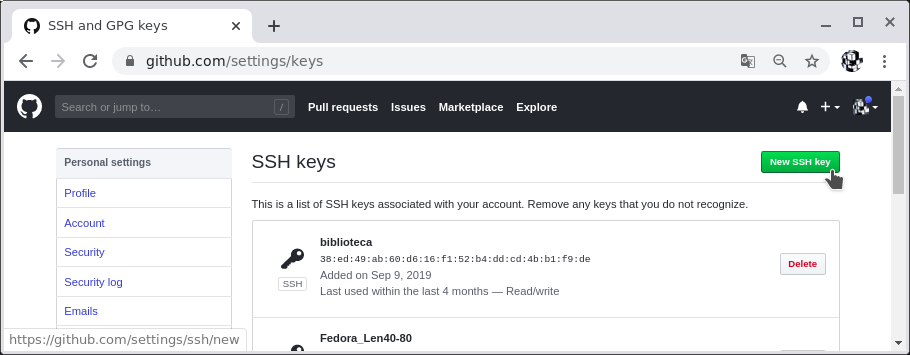 SSH and GPG keys
github.com/settings/keys
Search or jump to…
/
Pull requests Issues Marketplace Explore
Personal settings
Profile
Account
Security
Security log
Emails
SSH keys
New SSH key
This is a list of SSH keys associated with your account. Remove any keys that you do not recognize.
biblioteca
38:ed:49:ab:60:d6:16:f1:52:b4:dd:cd:4b:b1:f9:de
SSH
Added on Sep 9, 2019
Last used within the last 4 months — Read/write
Delete
Fedora_Len40-80
https://github.com/settings/ssh/new